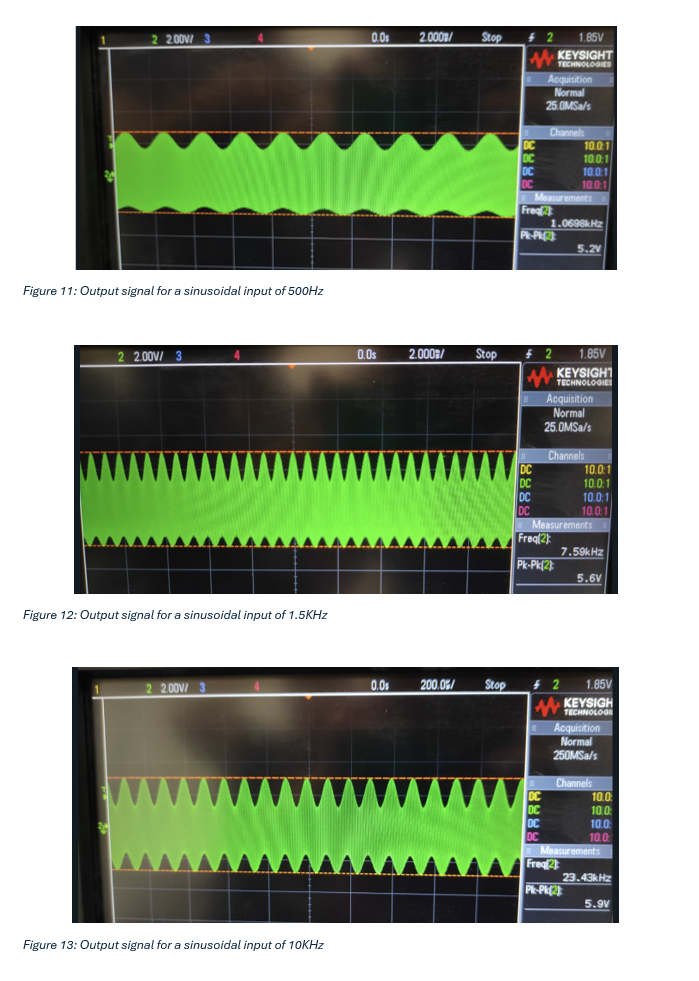 1 2 2.00V/ 3 4 0.0s 2.000ms/ Stop 2 1.85V
KEYSIGHT
TECHNOLOGIES
Acquisition
Normal
25.0MSa/s
Channels
DC 10.0:1
DC 10.0:1
DC 10.0:1
DC 10.0:1
Measurements
Freq(2):
1.0698kHz
Pk-Pk(2):
5.2V
Figure 11: Output signal for a sinusoidal input of 500Hz
2 2.00V/ 3 4 0.0s 2.000ms/ Stop 2 1.85V
KEYSIGHT
TECHNOLOGIES
Acquisition
Normal
25.0MSa/s
Channels
DC 10.0:1
DC 10.0:1
DC 10.0:1
DC 10.0:1
Measurements
Freq(2):
7.59kHz
Pk-Pk(2):
5.6V
Figure 12: Output signal for a sinusoidal input of 1.5KHz
1 2 2.00V/ 3 4 0.0s Stop 2 1.85V
KEYSIGH
TECHNOLOGI
Acquisition
Normal
250MSa/s
Channels
DC 10.0:
DC 10.0:
DC 10.0:
DC 10.0:
Measurements
Freq(2):
23.43kHz
Pk-Pk(2):
5.9V
Figure 13: Output signal for a sinusoidal input of 10KHz